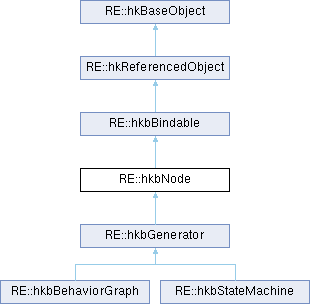 RE::hkBaseObject
RE::hkReferencedObject
RE::hkbBindable
RE::hkbNode
RE::hkbGenerator
RE::hkbBehaviorGraph
RE::hkbStateMachine